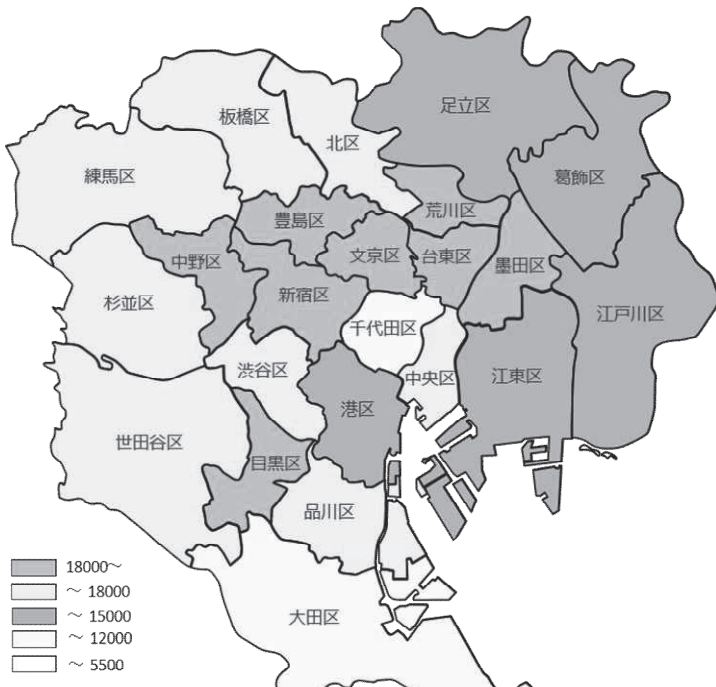 足立区
板橋区
北区
葛飾区
練馬区
荒川区
豊島区
文京区
台東区
中野区
墨田区
新宿区
杉並区
江戸川区
千代田区
渋谷区
中央区
江東区
港区
世田谷区
目黒区
品川区
大田区
18000～
～ 18000
～ 15000
～ 12000
～ 5500